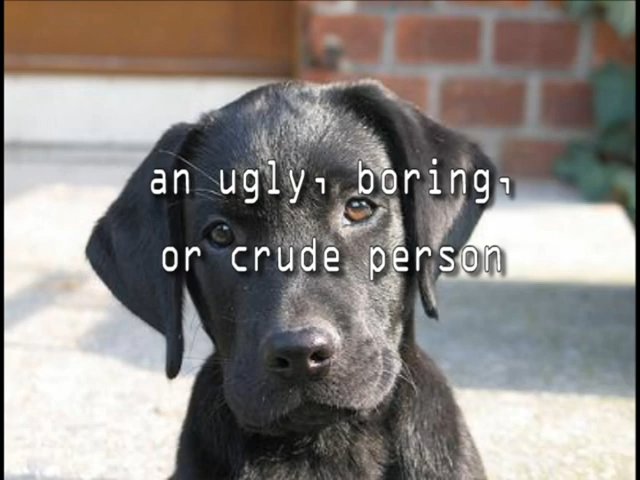 an ugly, boring,
or crude person